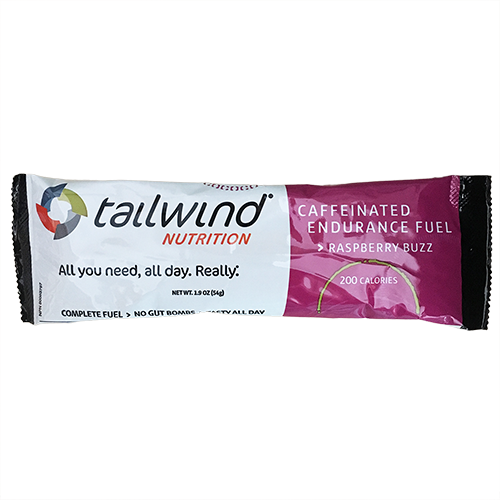 tailwind
NUTRITION
All you need, all day. Really.
NET WT. 1.9 OZ (54g)
COMPLETE FUEL > NO GUT BOMBS TASTY ALL DAY
CAFFEINATED
ENDURANCE FUEL
> RASPBERRY BUZZ
200 CALORIES